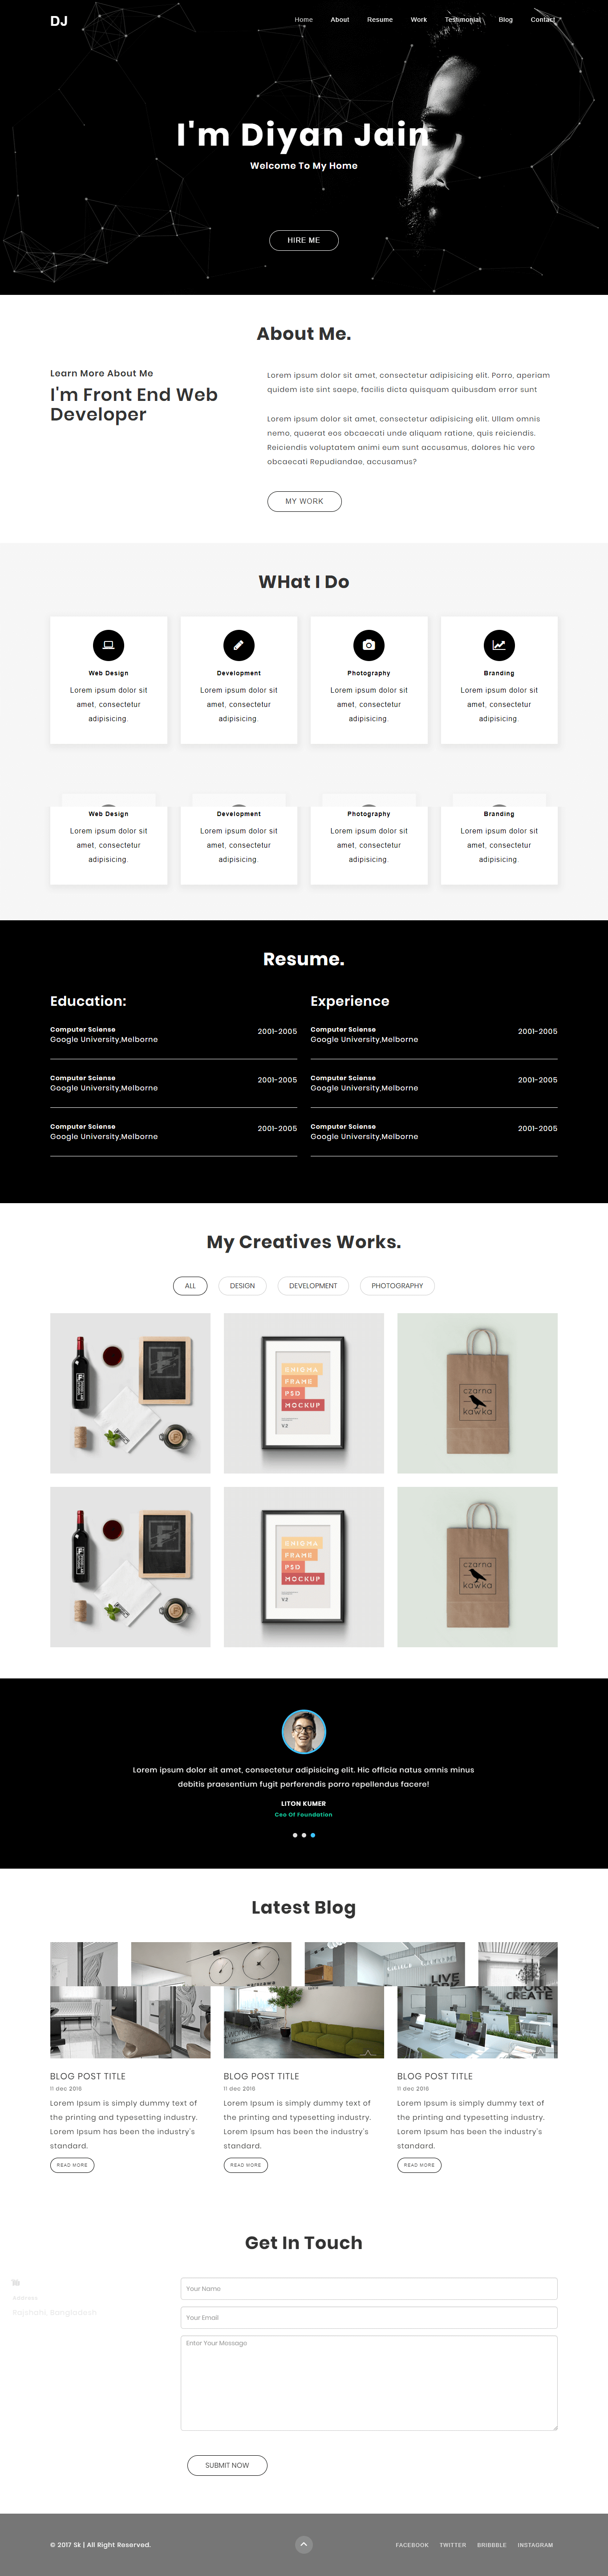 DJ
Home About Resume Work Testimonial Blog Contact
I'm Diyan Jain
Welcome To My Home
HIRE ME
About Me.
Learn More About Me
I'm Front End Web
Developer
Lorem ipsum dolor sit amet, consectetur adipisicing elit. Porro, aperiam
quidem iste sint saepe, facilis dicta quisquam quibusdam error sunt
Lorem ipsum dolor sit amet, consectetur adipisicing elit. Ullam omnis
nemo, quaerat eos obcaecati unde aliquam ratione, quis reiciendis.
Reiciendis voluptatem animi eum sunt accusamus, dolores hic vero
obcaecati Repudiandae, accusamus?
MY WORK
WHat I Do
Web Design
Lorem ipsum dolor sit
amet, consectetur
adipisicing.
Development
Lorem ipsum dolor sit
amet, consectetur
adipisicing.
Photography
Lorem ipsum dolor sit
amet, consectetur
adipisicing.
Branding
Lorem ipsum dolor sit
amet, consectetur
adipisicing.
Web Design
Lorem ipsum dolor sit
amet, consectetur
adipisicing.
Development
Lorem ipsum dolor sit
amet, consectetur
adipisicing.
Photography
Lorem ipsum dolor sit
amet, consectetur
adipisicing.
Branding
Lorem ipsum dolor sit
amet, consectetur
adipisicing.
Resume.
Education:
Computer Sciense 2001-2005
Google University,Melborne
Computer Sciense 2001-2005
Google University,Melborne
Computer Sciense 2001-2005
Google University,Melborne
Experience
Computer Sciense 2001-2005
Google University,Melborne
Computer Sciense 2001-2005
Google University,Melborne
Computer Sciense 2001-2005
Google University,Melborne
My Creatives Works.
ALL DESIGN DEVELOPMENT PHOTOGRAPHY
F
ENIGMA
FRAME
PSD
MOCKUP
V.2
czarna
kawka
F
ENIGMA
FRAME
PSD
MOCKUP
V.2
czarna
kawka
Lorem ipsum dolor sit amet, consectetur adipisicing elit. Hic officia natus omnis minus
debitis praesentium fugit perferendis porro repellendus facere!
LITON KUMER
Ceo Of Foundation
Latest Blog
LIVE
WORK
CREATE
BLOG POST TITLE
11 dec 2016
Lorem Ipsum is simply dummy text of
the printing and typesetting industry.
Lorem Ipsum has been the industry's
standard.
READ MORE
BLOG POST TITLE
11 dec 2016
Lorem Ipsum is simply dummy text of
the printing and typesetting industry.
Lorem Ipsum has been the industry's
standard.
READ MORE
BLOG POST TITLE
11 dec 2016
Lorem Ipsum is simply dummy text of
the printing and typesetting industry.
Lorem Ipsum has been the industry's
standard.
READ MORE
Get In Touch
Rajshahi, Bangladesh
Your Name
Your Email
Enter Your Message
SUBMIT NOW
© 2017 Sk | All Right Reserved.
FACEBOOK TWITTER BRIBBBLE INSTAGRAM